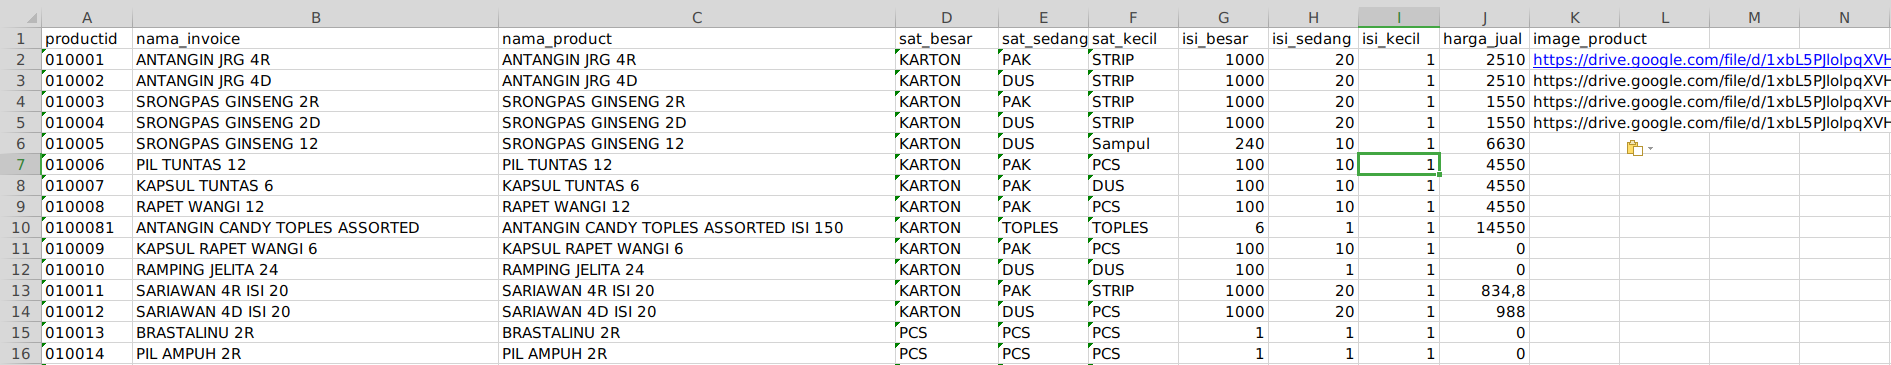 A B C D E F G H I J K L M N
1 productid nama_invoice nama_product sat_besar sat_sedang sat_kecil isi_besar isi_sedang isi_kecil harga_jual image_product
2 010001 ANTANGIN JRG 4R ANTANGIN JRG 4R KARTON PAK STRIP 1000 20 1 2510 https://drive.google.com/file/d/1xbL5PJlolpqXVH
3 010002 ANTANGIN JRG 4D ANTANGIN JRG 4D KARTON DUS STRIP 1000 20 1 2510 https://drive.google.com/file/d/1xbL5PJlolpqXVH
4 010003 SRONGPAS GINSENG 2R SRONGPAS GINSENG 2R KARTON PAK STRIP 1000 20 1 1550 https://drive.google.com/file/d/1xbL5PJlolpqXVH
5 010004 SRONGPAS GINSENG 2D SRONGPAS GINSENG 2D KARTON DUS STRIP 1000 20 1 1550 https://drive.google.com/file/d/1xbL5PJlolpqXVH
6 010005 SRONGPAS GINSENG 12 SRONGPAS GINSENG 12 KARTON DUS Sampul 240 10 1 6630
7 010006 PIL TUNTAS 12 PIL TUNTAS 12 KARTON PAK PCS 100 10 1 4550
8 010007 KAPSUL TUNTAS 6 KAPSUL TUNTAS 6 KARTON PAK DUS 100 10 1 4550
9 010008 RAPET WANGI 12 RAPET WANGI 12 KARTON PAK PCS 100 10 1 4550
10 0100081 ANTANGIN CANDY TOPLES ASSORTED ANTANGIN CANDY TOPLES ASSORTED ISI 150 KARTON TOPLES TOPLES 6 1 1 14550
11 010009 KAPSUL RAPET WANGI 6 KAPSUL RAPET WANGI 6 KARTON PAK PCS 100 10 1 0
12 010010 RAMPING JELITA 24 RAMPING JELITA 24 KARTON DUS DUS 100 1 1 0
13 010011 SARIAWAN 4R ISI 20 SARIAWAN 4R ISI 20 KARTON PAK STRIP 1000 20 1 834,8
14 010012 SARIAWAN 4D ISI 20 SARIAWAN 4D ISI 20 KARTON DUS PCS 1000 20 1 988
15 010013 BRASTALINU 2R BRASTALINU 2R PCS PCS PCS 1 1 1 0
16 010014 PIL AMPUH 2R PIL AMPUH 2R PCS PCS PCS 1 1 1 0